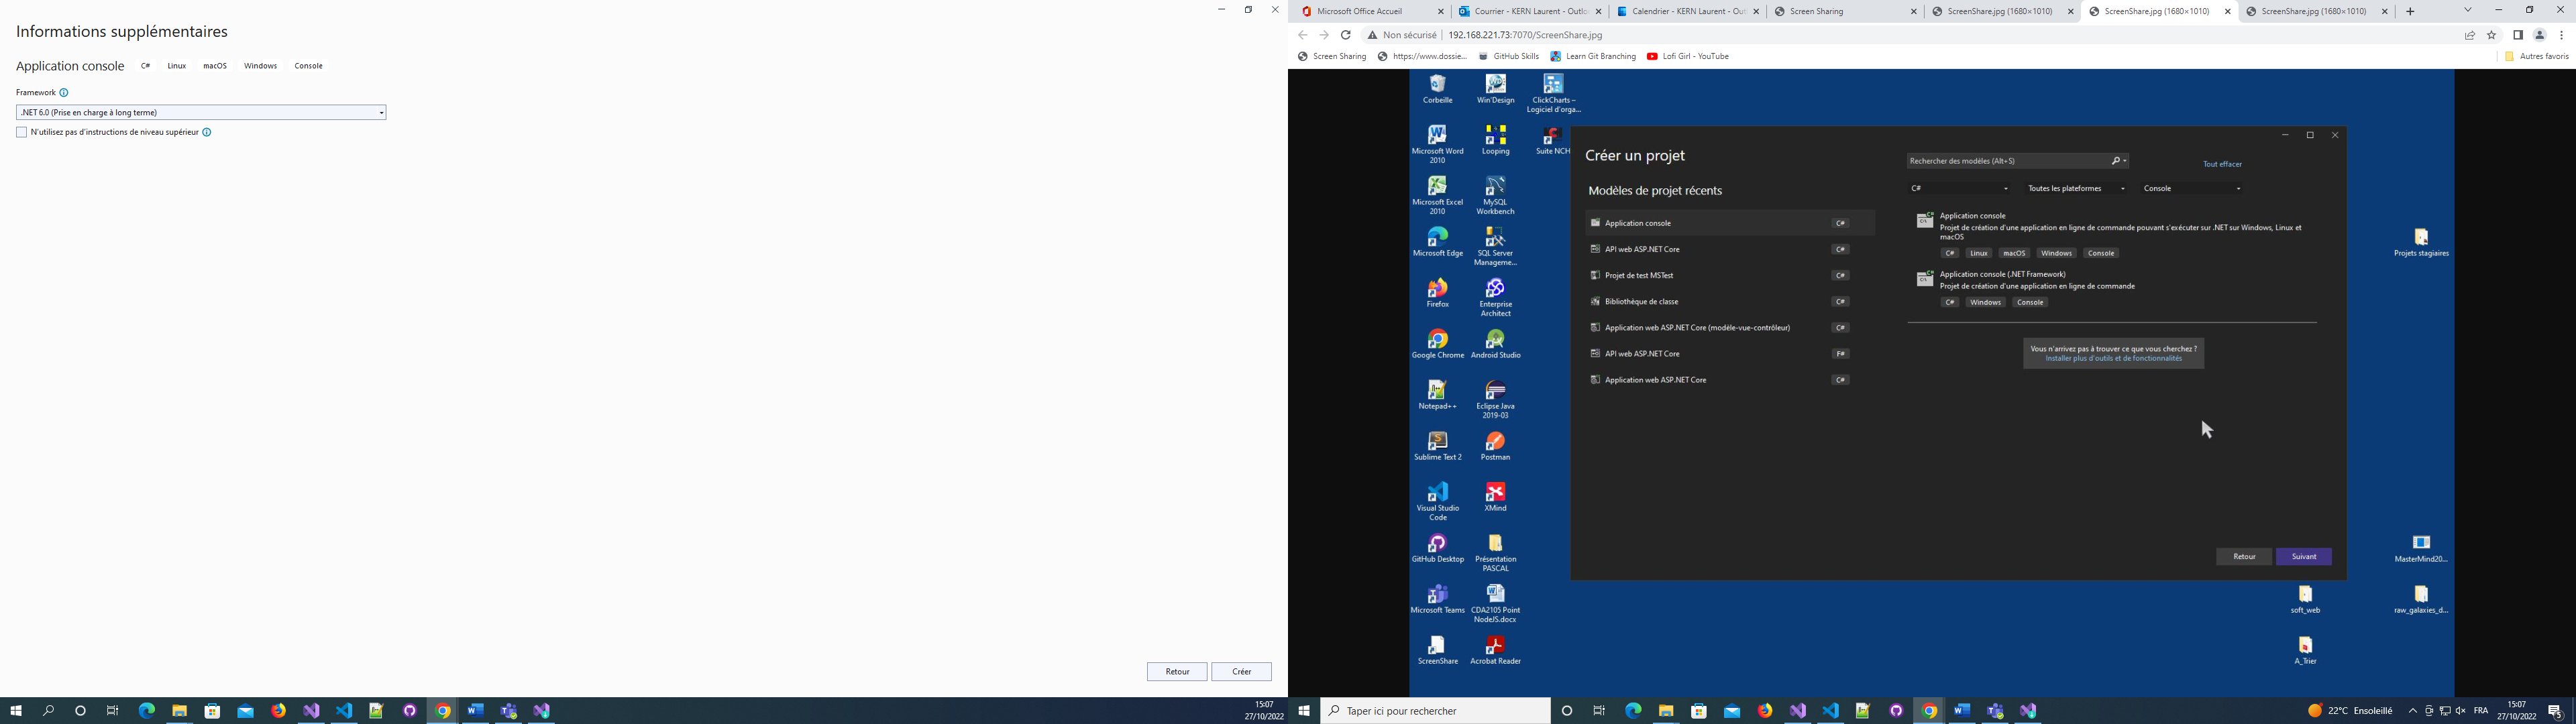 Informations supplémentaires
Application console C# Linux macOS Windows Console
Framework
.NET 6.0 (Prise en charge à long terme)
N'utilisez pas d'instructions de niveau supérieur
Retour Créer
15:07
27/10/2022
Microsoft Office Accueil
Courrier - KERN Laurent - Outlo
Calendrier - KERN Laurent - Out
Screen Sharing
ScreenShare.jpg (1680×1010)
ScreenShare.jpg (1680×1010)
ScreenShare.jpg (1680×1010)
Non sécurisé 192.168.221.73:7070/ScreenShare.jpg
Screen Sharing
https://www.dossie...
GitHub Skills
Learn Git Branching
Lofi Girl - YouTube
Autres favoris
Corbeille
Win'Design
ClickCharts – Logiciel d'orga...
Microsoft Word 2010
Looping
Suite NCH
Microsoft Excel 2010
MySQL Workbench
Microsoft Edge
SQL Server Manageme...
Firefox
Enterprise Architect
Google Chrome
Android Studio
Notepad++
Eclipse Java 2019-03
Sublime Text 2
Postman
Visual Studio Code
XMind
GitHub Desktop
Présentation PASCAL
Microsoft Teams
CDA2105 Point NodeJS.docx
ScreenShare
Acrobat Reader
Créer un projet
Modèles de projet récents
Application console C#
API web ASP.NET Core C#
Projet de test MSTest C#
Bibliothèque de classe C#
Application web ASP.NET Core (modèle-vue-contrôleur) C#
API web ASP.NET Core F#
Application web ASP.NET Core C#
Rechercher des modèles (Alt+S)
Tout effacer
C# Toutes les plateformes Console
Application console
Projet de création d'une application en ligne de commande pouvant s'exécuter sur .NET sur Windows, Linux et
macOS
C# Linux macOS Windows Console
Application console (.NET Framework)
Projet de création d'une application en ligne de commande
C# Windows Console
Vous n'arrivez pas à trouver ce que vous cherchez ?
Installer plus d'outils et de fonctionnalités
Retour Suivant
Projets stagiaires
MasterMind20...
soft_web
raw_galaxies_d...
A_Trier
Taper ici pour rechercher
22°C Ensoleillé
FRA
15:07
27/10/2022